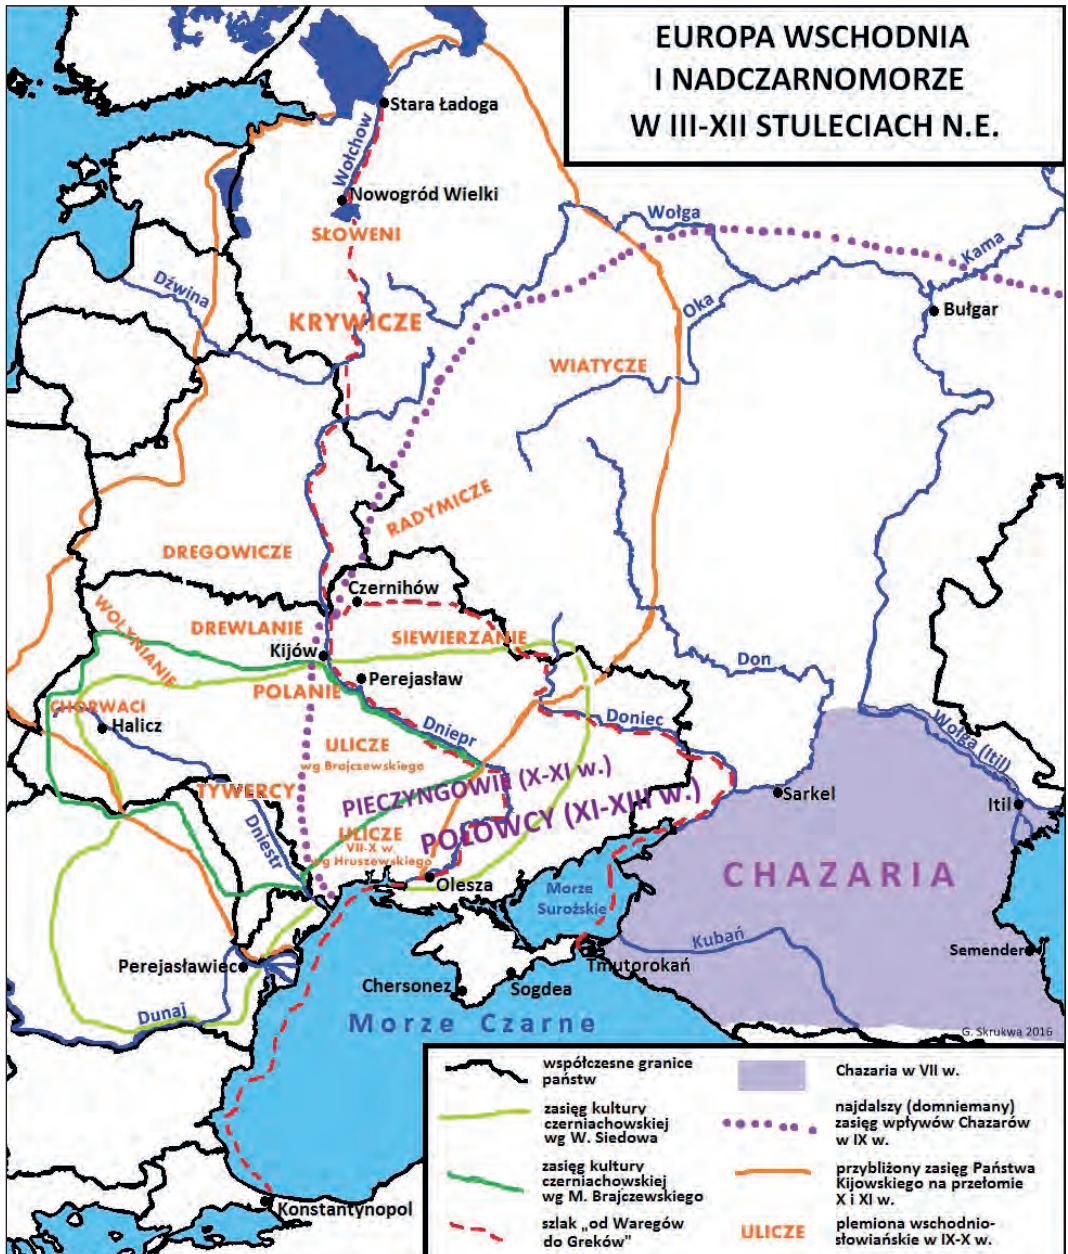 EUROPA WSCHODNIA
I NADCZARNOMORZE
W III-XII STULECIACH N.E.
Stara Ładoga
Wołchow
Nowogród Wielki
SŁOWENI
Wołga
Kama
Dźwina
Oka
Bułgar
KRYWICZE
WIATYCZE
RADYMICZE
DREGOWICZE
Czernihów
WOŁYNIANIE
DREWLANIE
SIEWIERZANIE
Kijów
Don
Perejasław
POLANIE
CHORWACI
Halicz
Dniepr
Doniec
Wołga (Itil)
ULICZE
wg Brajczewskiego
TYWERCY
PIECZYNGOWIE (X-XI w.)
Sarkel
Itil
POŁOWCY (XI-XIII w.)
ULICZE
VII-X w.
wg Hruszewskiego
Dniestr
CHAZARIA
Olesza
Morze
Surożskie
Kubań
Semender
Perejasławiec
Tmutorokań
Chersonez
Sogdea
Dunaj
Morze Czarne
G. Skrukwa 2016
współczesne granice
państw
zasięg kultury
czerniachowskiej
wg W. Siedowa
zasięg kultury
czerniachowskiej
wg M. Brajczewskiego
szlak „od Waregów
do Greków"
Chazaria w VII w.
najdalszy (domniemany)
zasięg wpływów Chazarów
w IX w.
przybliżony zasięg Państwa
Kijowskiego na przełomie
X i XI w.
ULICZE
plemiona wschodnio-
słowiańskie w IX-X w.
Konstantynopol